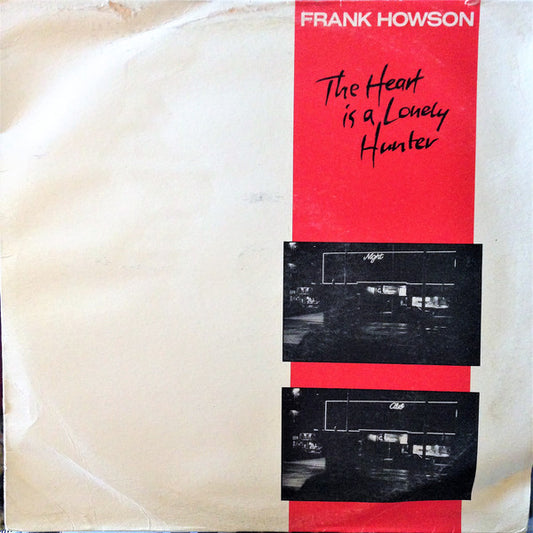 FRANK HOWSON
The Heart
is a Lonely
Hunter
Night
Club